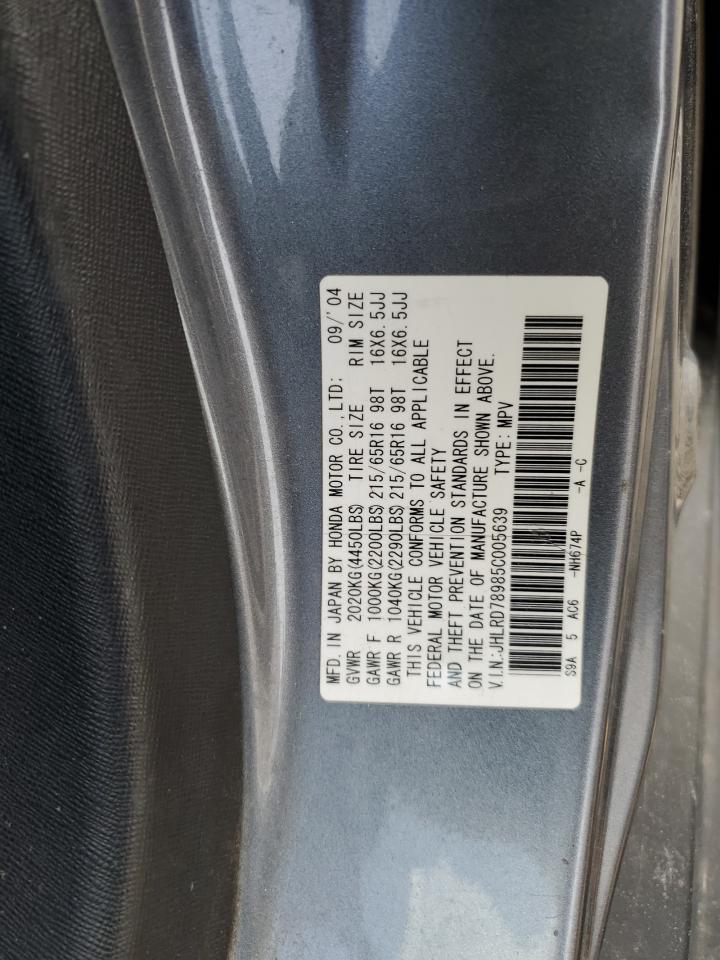 MFD. IN JAPAN BY HONDA MOTOR CO., LTD: 09/'04
GVWR 2020KG(4450LBS) TIRE SIZE RIM SIZE
GAWR F 1000KG(2200LBS)215/65R16 98T 16X6.5JJ
GAWR R 1040KG(2290LBS)215/65R16 98T 16X6.5JJ
THIS VEHICLE CONFORMS TO ALL APPLICABLE
FEDERAL MOTOR VEHICLE SAFETY
AND THEFT PREVENTION STANDARDS IN EFFECT
ON THE DATE OF MANUFACTURE SHOWN ABOVE.
V.I.N.:JHLRD78985C005639 TYPE: MPV
S9A 5 AC6 -NH674P -A -C